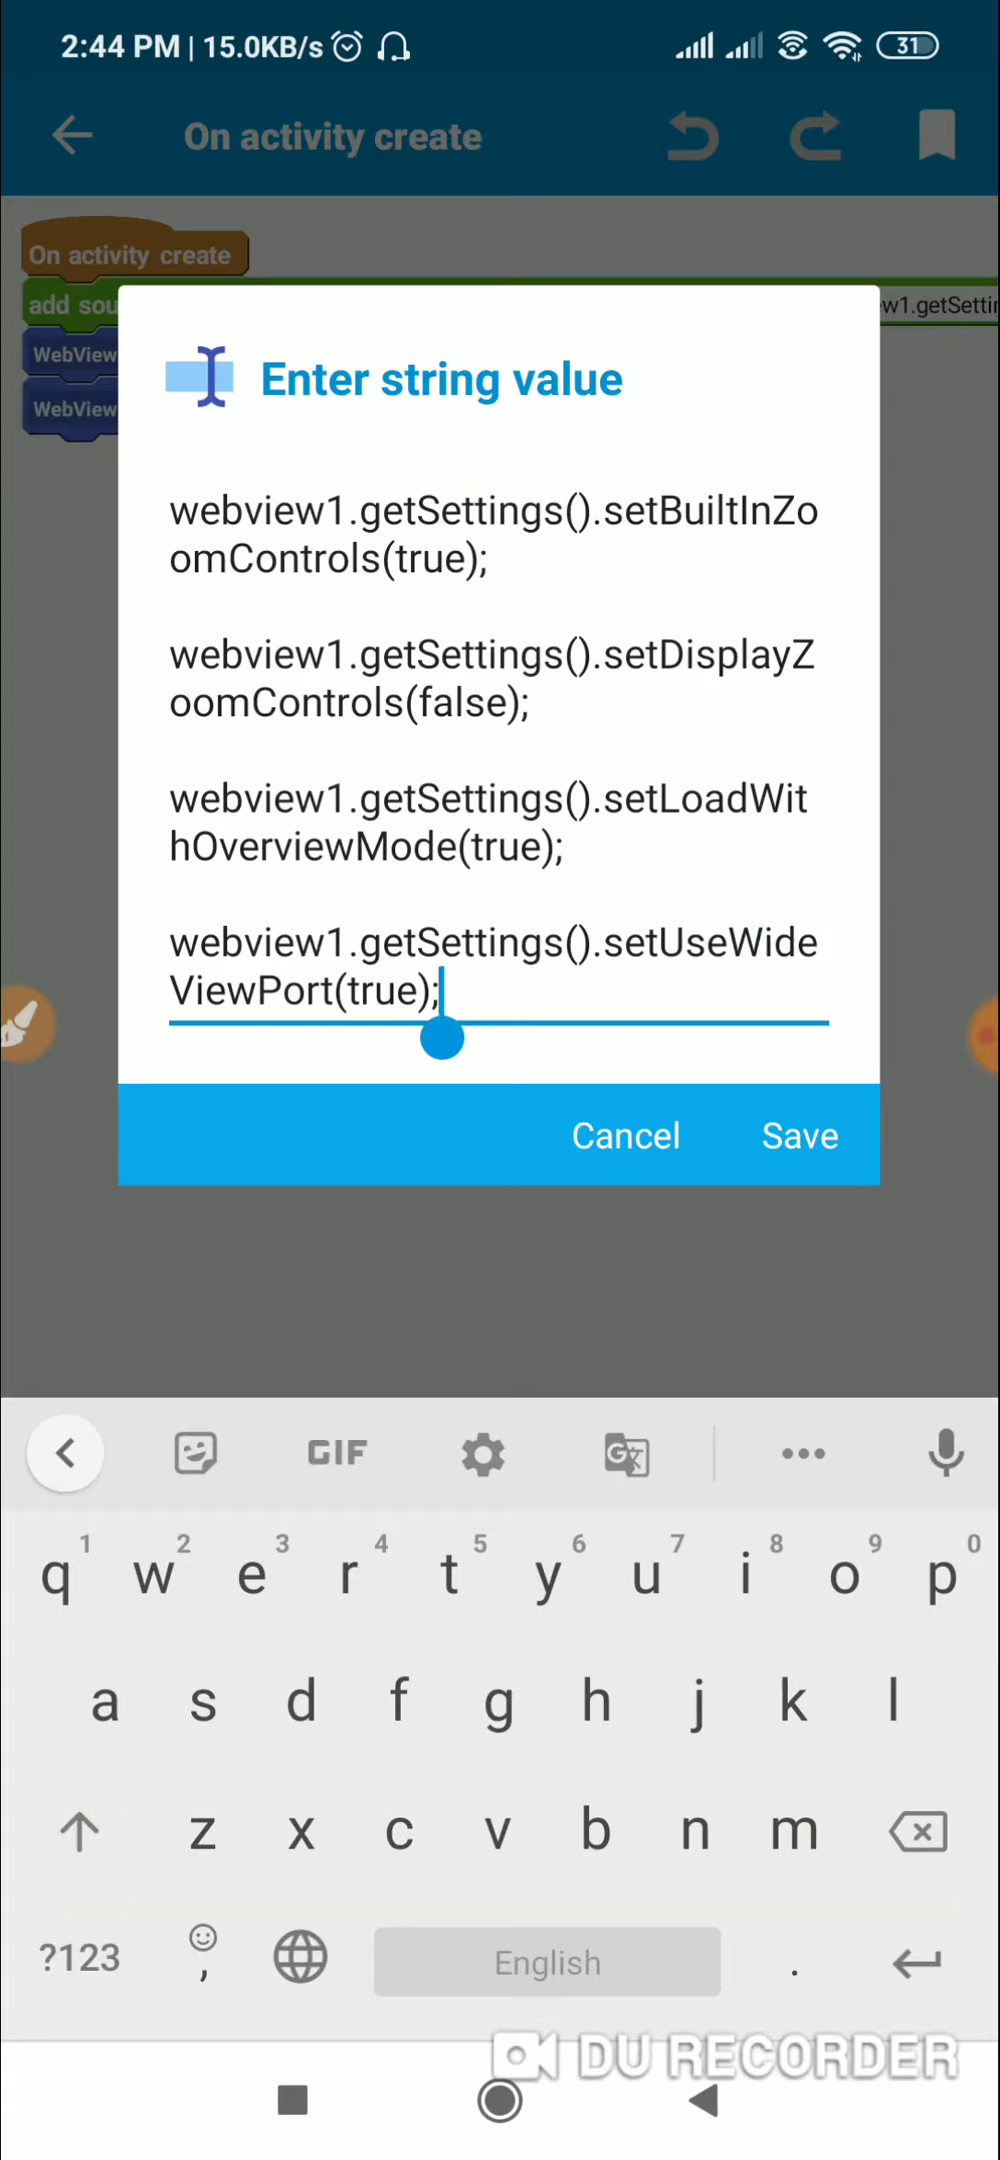 2:44 PM | 15.0KB/s 31
On activity create
On activity create
add sou w1.getSettin
WebView
WebView
Enter string value
webview1.getSettings().setBuiltInZo
omControls(true);
webview1.getSettings().setDisplayZ
oomControls(false);
webview1.getSettings().setLoadWit
hOverviewMode(true);
webview1.getSettings().setUseWide
ViewPort(true);
Cancel Save
GIF
1 2 3 4 5 6 7 8 9 0
q w e r t y u i o p
a s d f g h j k l
z x c v b n m
?123 , English .
DU RECORDER